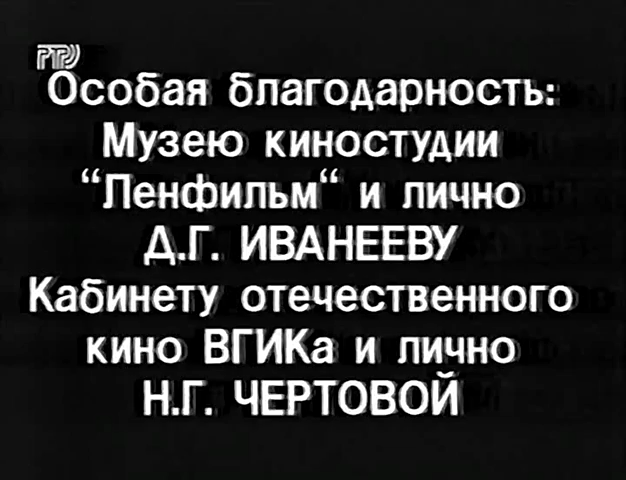 РТР
Особая благодарность:
Музею киностудии
“Ленфильм“ и лично
Д.Г. ИВАНЕЕВУ
Кабинету отечественного
кино ВГИКа и лично
Н.Г. ЧЕРТОВОЙ